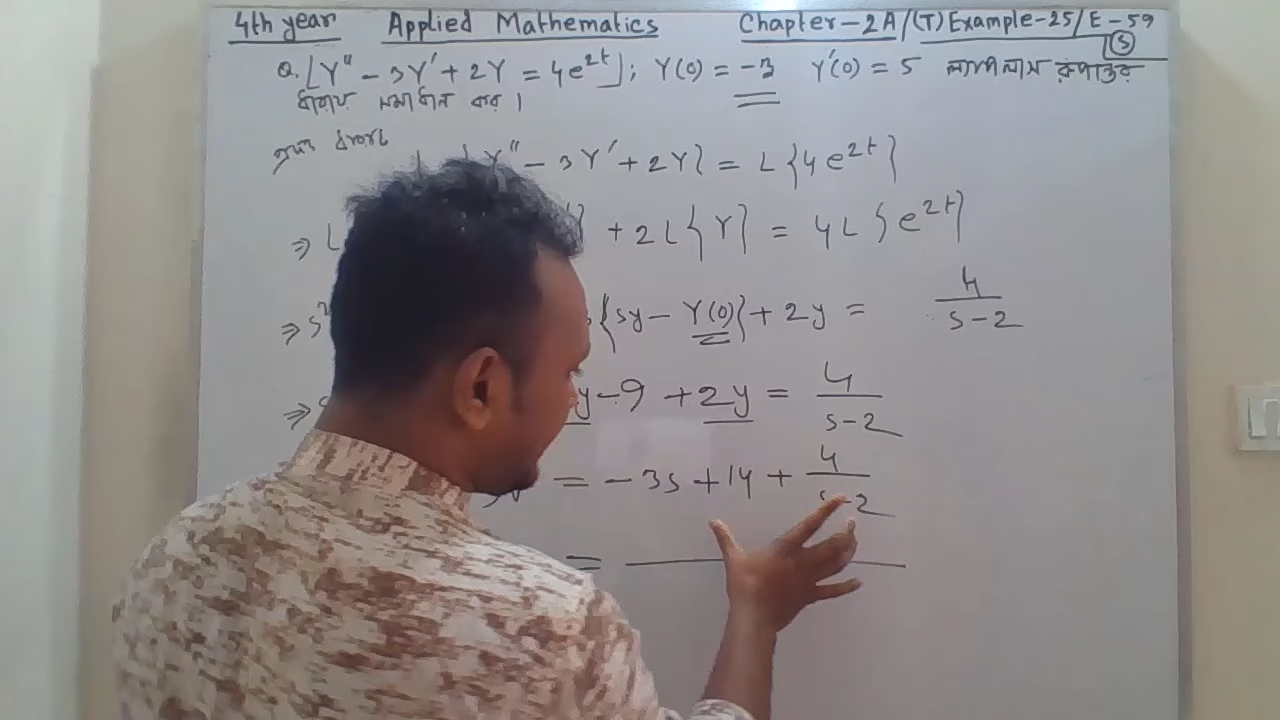 4th year Applied Mathematics Chapter-2A/(T)Example-25/E-59
(5)
Q. [Y'' - 3Y' + 2Y = 4e^{2t}]; Y(0) = -3 Y'(0) = 5 ল্যাপলাস রূপান্তর
দ্বারায় সমাধান কর।
Y'' - 3Y' + 2Y} = L{4e^{2t}}
⇒ L + 2L{Y} = 4L{e^{2t}}
⇒ s {sy - Y(0)} + 2y = 4/(s-2)
⇒ y - 9 + 2y = 4/(s-2)
= -3s + 14 + 4/(s-2)
=